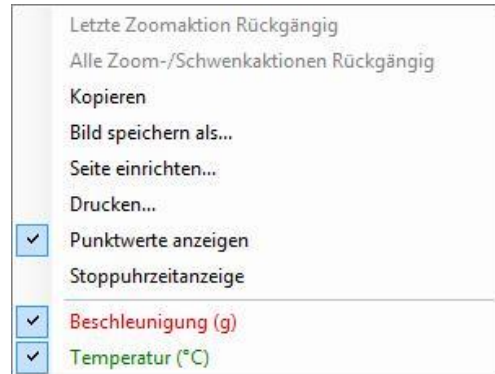 Letzte Zoomaktion Rückgängig
Alle Zoom-/Schwenkaktionen Rückgängig
Kopieren
Bild speichern als...
Seite einrichten...
Drucken...
Punktwerte anzeigen
Stoppuhrzeitanzeige
Beschleunigung (g)
Temperatur (°C)